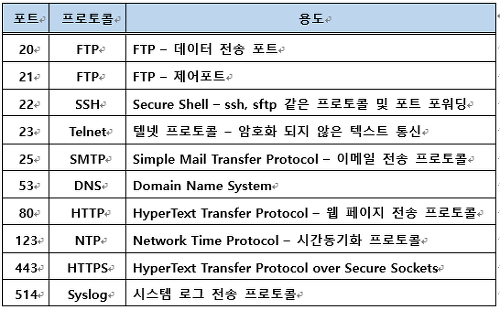 포트 프로토콜 용도
20 FTP FTP – 데이터 전송 포트
21 FTP FTP – 제어포트
22 SSH Secure Shell – ssh, sftp 같은 프로토콜 및 포트 포워딩
23 Telnet 텔넷 프로토콜 – 암호화 되지 않은 텍스트 통신
25 SMTP Simple Mail Transfer Protocol – 이메일 전송 프로토콜
53 DNS Domain Name System
80 HTTP HyperText Transfer Protocol – 웹 페이지 전송 프로토콜
123 NTP Network Time Protocol – 시간동기화 프로토콜
443 HTTPS HyperText Transfer Protocol over Secure Sockets
514 Syslog 시스템 로그 전송 프로토콜